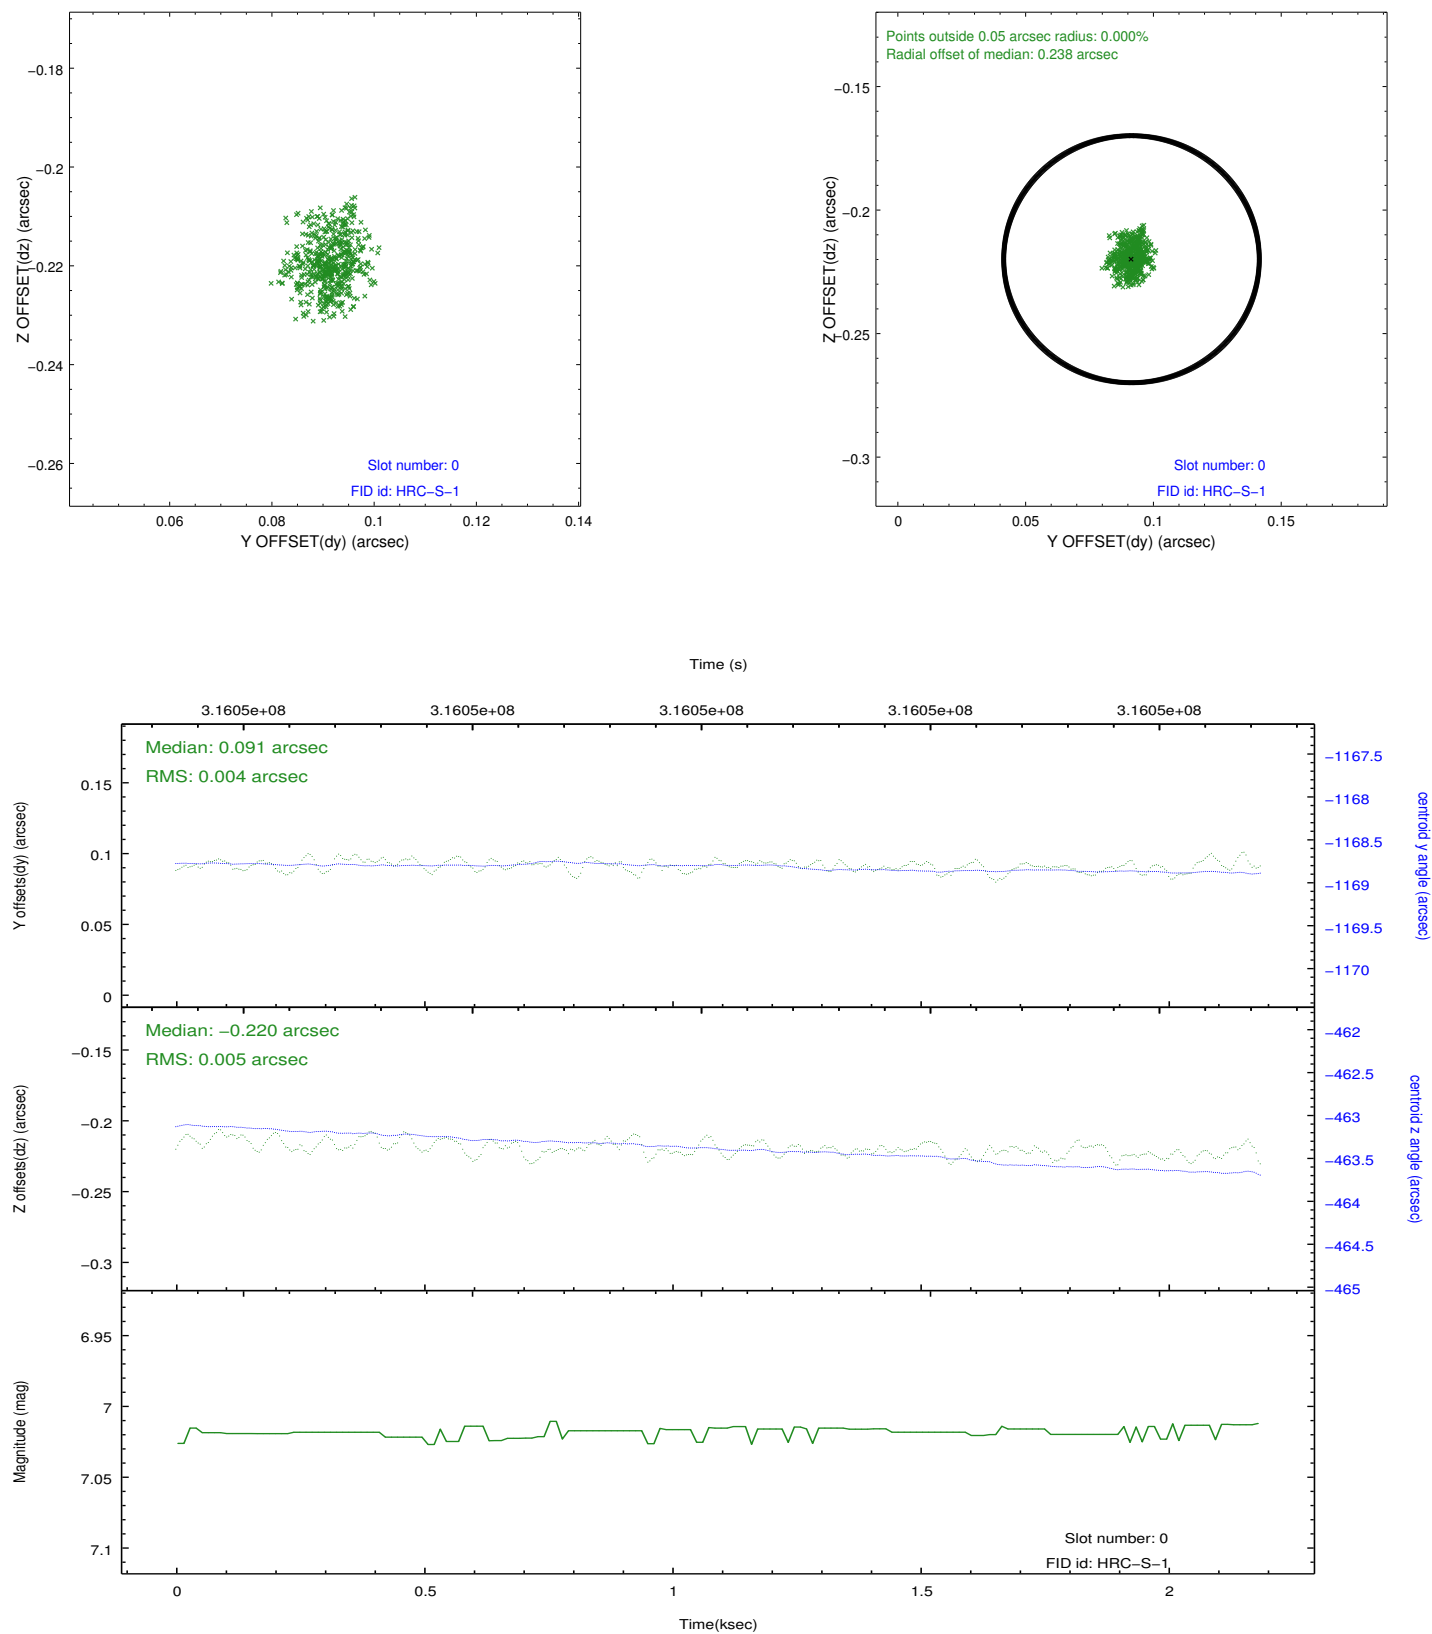 −0.18
−0.2
−0.22
−0.24
−0.26
Z OFFSET(dz) (arcsec)
Slot number: 0
FID id: HRC−S−1
0.06 0.08 0.1 0.12 0.14
Y OFFSET(dy) (arcsec)
Points outside 0.05 arcsec radius: 0.000%
Radial offset of median: 0.238 arcsec
−0.15
−0.2
−0.25
−0.3
Z OFFSET(dz) (arcsec)
Slot number: 0
FID id: HRC−S−1
0 0.05 0.1 0.15
Y OFFSET(dy) (arcsec)
Time (s)
3.1605e+08 3.1605e+08 3.1605e+08 3.1605e+08 3.1605e+08
Median: 0.091 arcsec
RMS: 0.004 arcsec
0.15
0.1
0.05
0
Y offsets(dy) (arcsec)
−1167.5
−1168
−1168.5
−1169
−1169.5
−1170
centroid y angle (arcsec)
Median: −0.220 arcsec
RMS: 0.005 arcsec
−0.15
−0.2
−0.25
−0.3
Z offsets(dz) (arcsec)
−462
−462.5
−463
−463.5
−464
−464.5
−465
centroid z angle (arcsec)
6.95
7
7.05
7.1
Magnitude (mag)
Slot number: 0
FID id: HRC−S−1
0 0.5 1 1.5 2
Time(ksec)